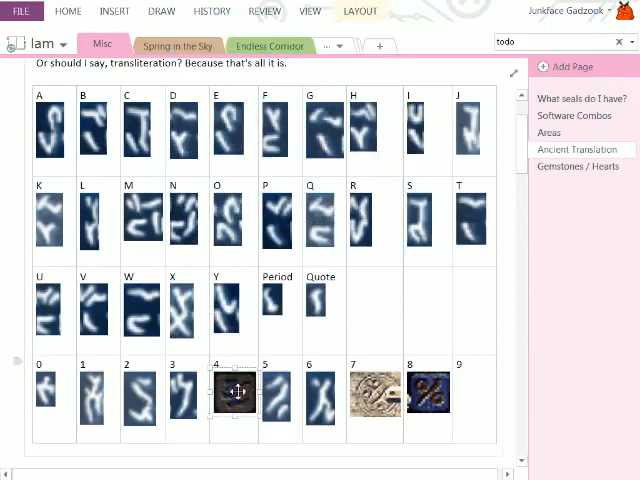 FILE HOME INSERT DRAW HISTORY REVIEW VIEW LAYOUT Junkface Gadzook
Iam Misc Spring in the Sky Endless Corridor ... + todo
Or should I say, transliteration? Because that's all it is.
A B C D E F G H I J
K L M N O P Q R S T
U V W X Y Period Quote
0 1 2 3 4 5 6 7 8 9
Add Page
What seals do I have?
Software Combos
Areas
Ancient Translation
Gemstones / Hearts